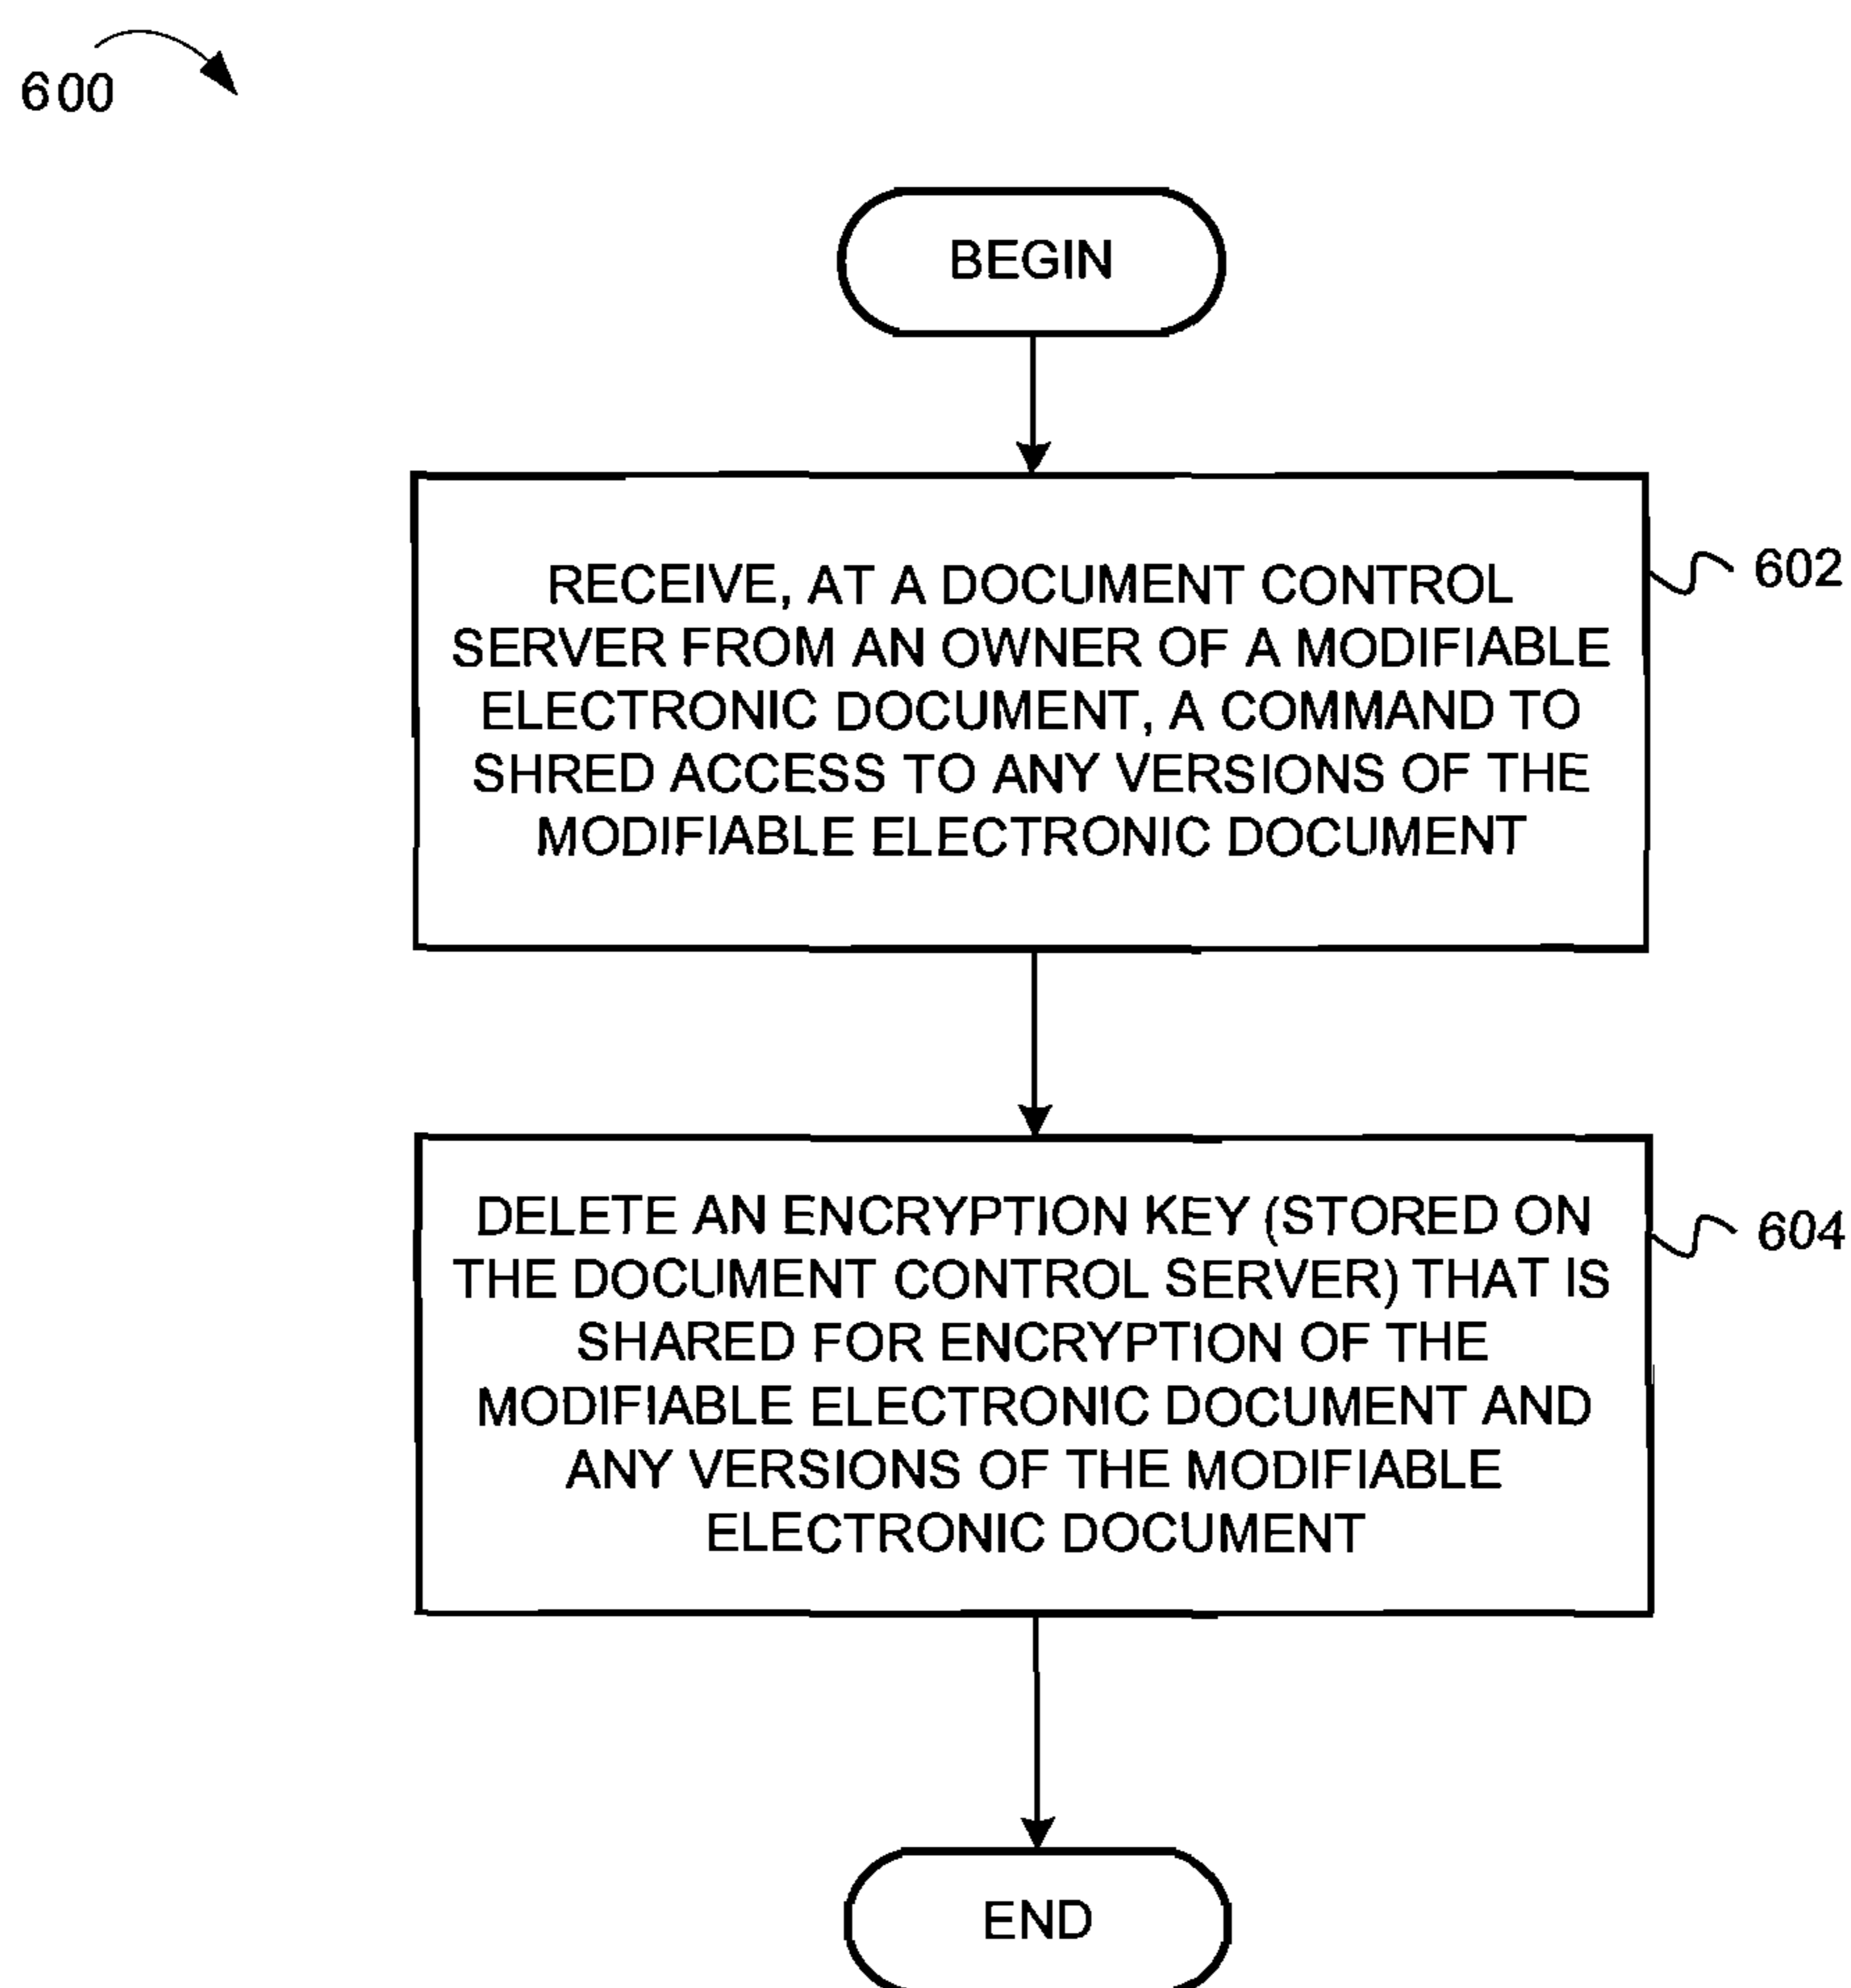 600
BEGIN
RECEIVE, AT A DOCUMENT CONTROL
SERVER FROM AN OWNER OF A MODIFIABLE
ELECTRONIC DOCUMENT, A COMMAND TO
SHRED ACCESS TO ANY VERSIONS OF THE
MODIFIABLE ELECTRONIC DOCUMENT
602
DELETE AN ENCRYPTION KEY (STORED ON
THE DOCUMENT CONTROL SERVER) THAT IS
SHARED FOR ENCRYPTION OF THE
MODIFIABLE ELECTRONIC DOCUMENT AND
ANY VERSIONS OF THE MODIFIABLE
ELECTRONIC DOCUMENT
604
END